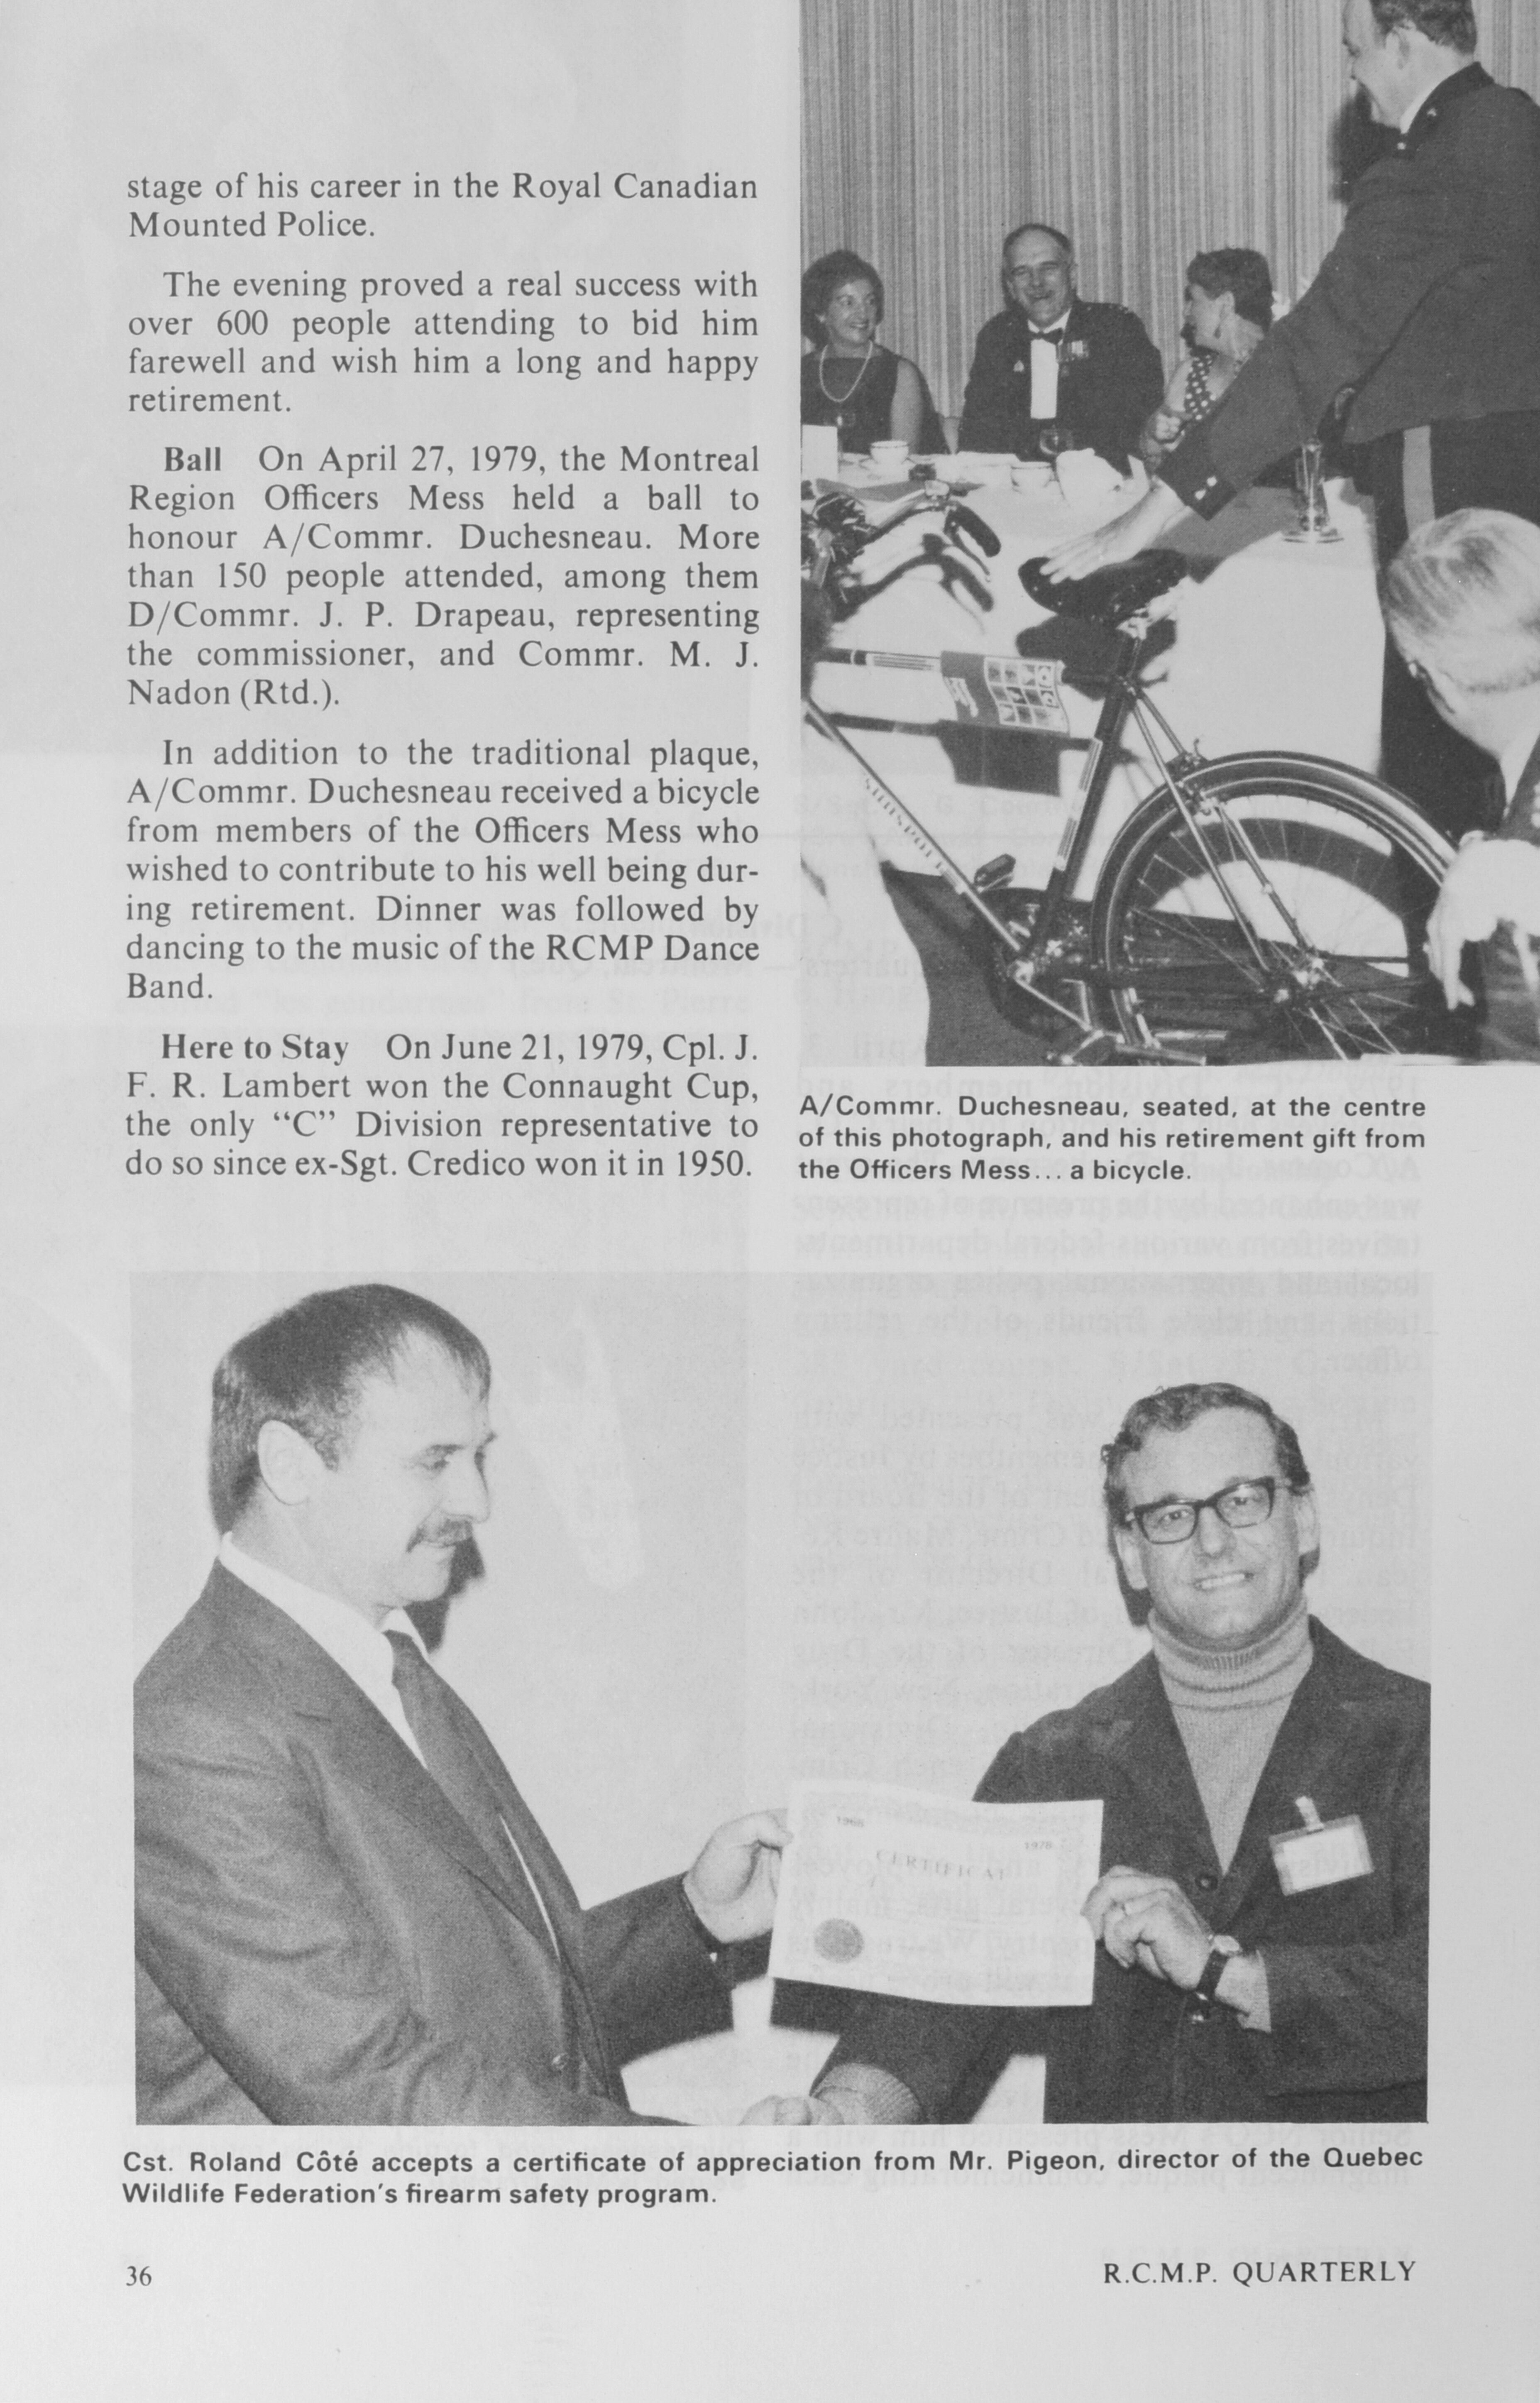 stage of his career in the Royal Canadian
Mounted Police.
The evening proved a real success with
over 600 people attending to bid him
farewell and wish him a long and happy
retirement.
Ball On April 27, 1979, the Montreal
Region Officers Mess held a ball to
honour A/Commr. Duchesneau. More
than 150 people attended, among them
D/Commr. J. P. Drapeau, representing
the commissioner, and Commr. M. J.
Nadon (Rtd.).
In addition to the traditional plaque,
A/Commr. Duchesneau received a bicycle
from members of the Officers Mess who
wished to contribute to his well being dur-
ing retirement. Dinner was followed by
dancing to the music of the RCMP Dance
Band.
Here to Stay On June 21, 1979, Cpl. J.
F. R. Lambert won the Connaught Cup,
the only "C" Division representative to
do so since ex-Sgt. Credico won it in 1950.
A/Commr. Duchesneau, seated, at the centre
of this photograph, and his retirement gift from
the Officers Mess... a bicycle.
1968
1978
CERTIFICAT
Cst. Roland Côté accepts a certificate of appreciation from Mr. Pigeon, director of the Quebec
Wildlife Federation's firearm safety program.
36
R.C.M.P. QUARTERLY